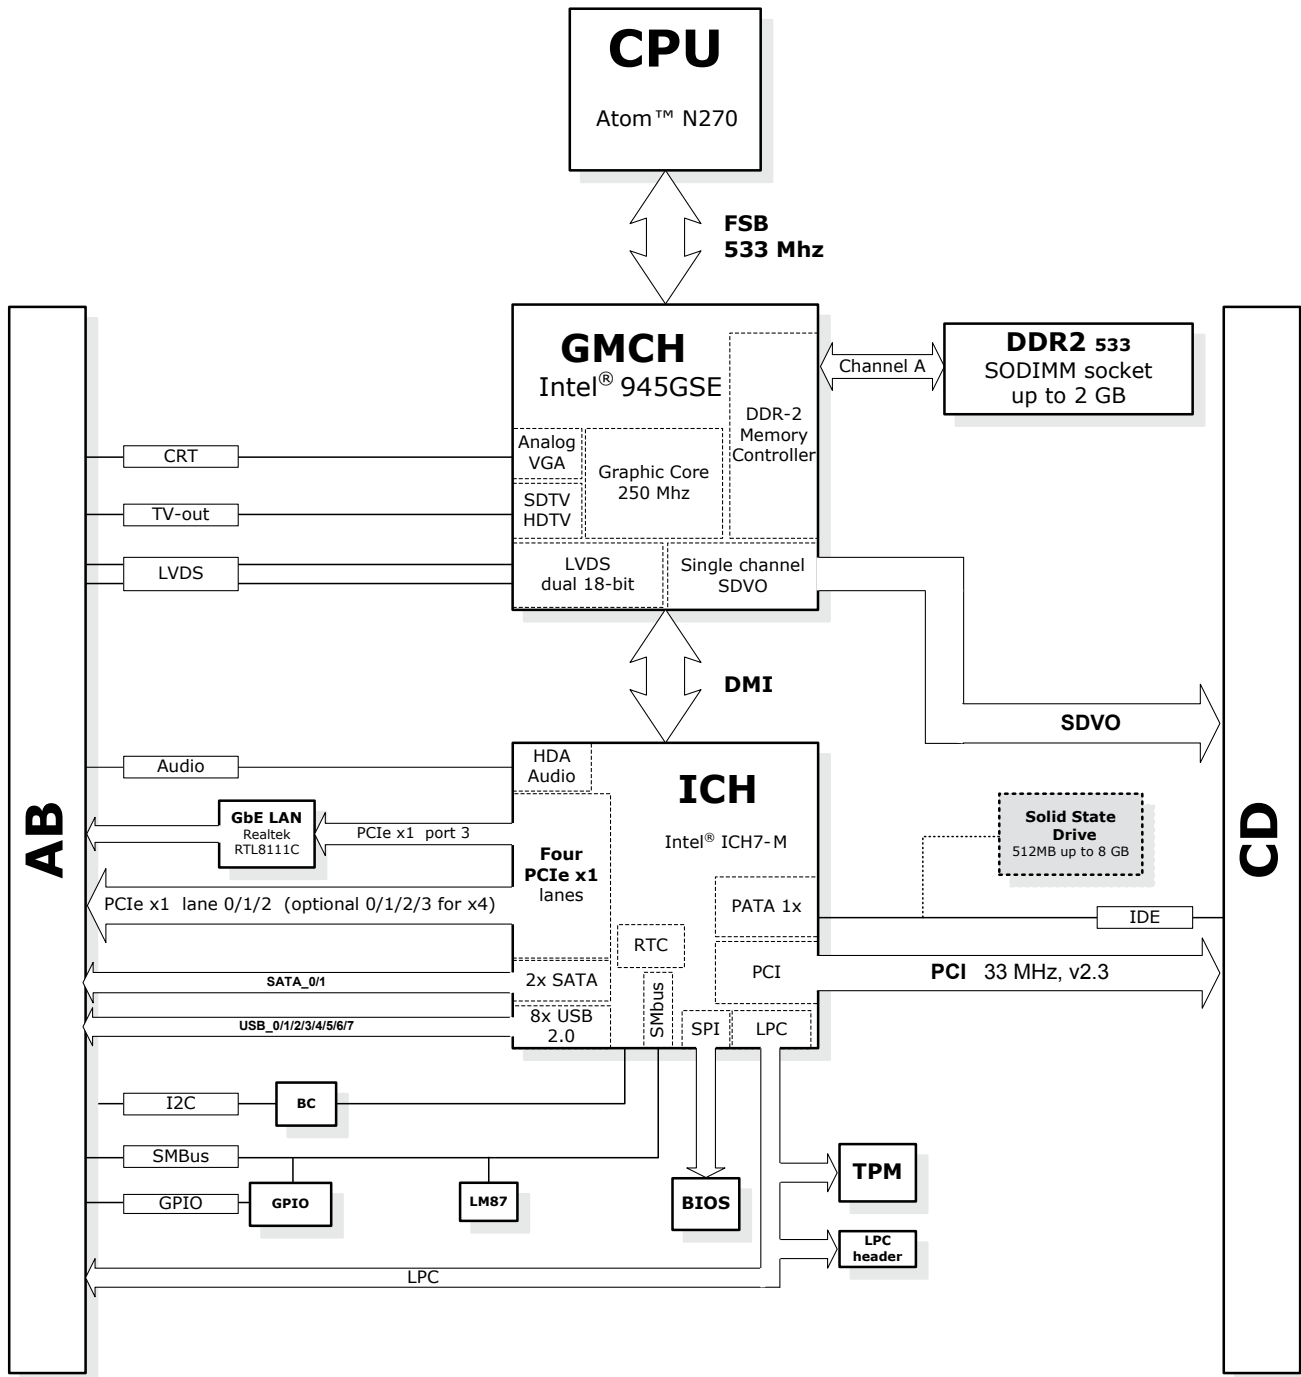 CPU
Atom™ N270
FSB
533 Mhz
GMCH
Intel® 945GSE
DDR-2
Memory
Controller
Channel A
DDR2 533
SODIMM socket
up to 2 GB
Analog
VGA
Graphic Core
250 Mhz
SDTV
HDTV
LVDS
dual 18-bit
Single channel
SDVO
CRT
TV-out
LVDS
DMI
SDVO
AB
CD
Audio
HDA
Audio
ICH
Intel® ICH7-M
GbE LAN
Realtek
RTL8111C
PCIe x1 port 3
Four
PCIe x1
lanes
Solid State
Drive
512MB up to 8 GB
PCIe x1 lane 0/1/2 (optional 0/1/2/3 for x4)
PATA 1x
IDE
RTC
PCI
PCI 33 MHz, v2.3
SATA_0/1
2x SATA
SMbus
USB_0/1/2/3/4/5/6/7
8x USB
2.0
SPI
LPC
I2C
BC
SMBus
GPIO
GPIO
LM87
BIOS
TPM
LPC
header
LPC